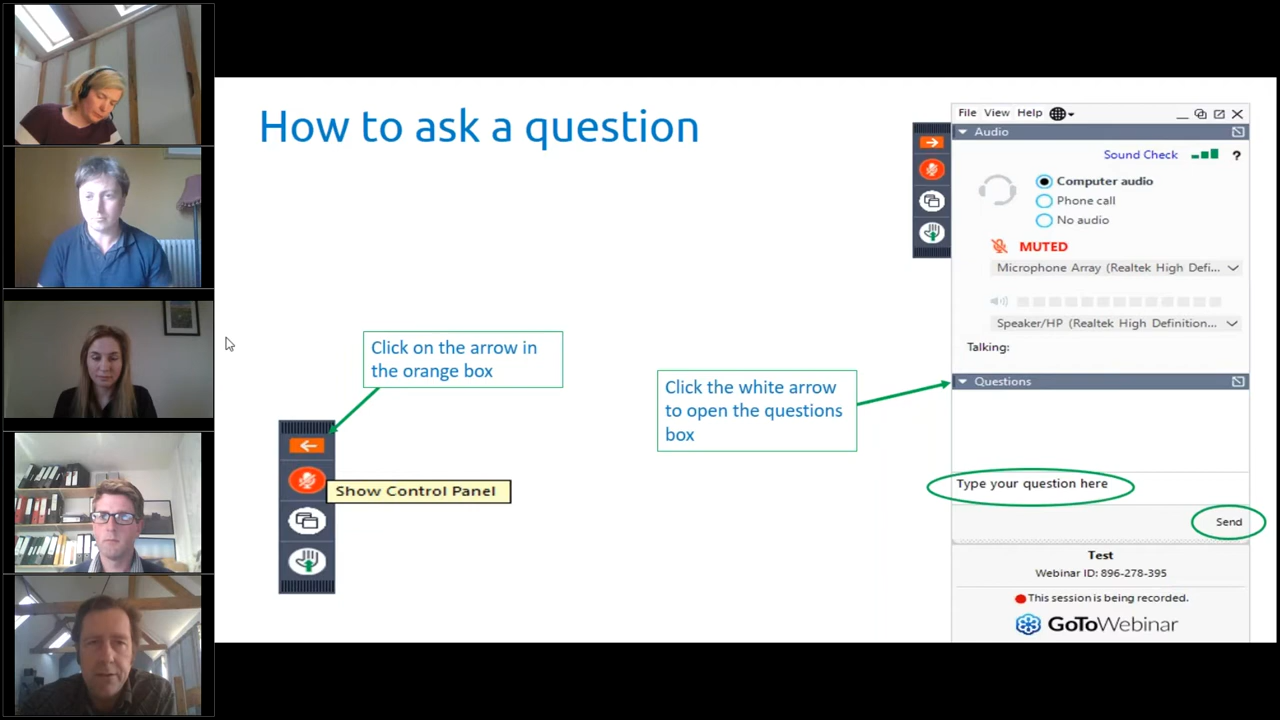 How to ask a question
Click on the arrow in
the orange box
Show Control Panel
Click the white arrow
to open the questions
box
File View Help
Audio
Sound Check ?
Computer audio
Phone call
No audio
MUTED
Microphone Array (Realtek High Defi...
Speaker/HP (Realtek High Definition...
Talking:
Questions
Type your question here
Send
Test
Webinar ID: 896-278-395
This session is being recorded.
GoToWebinar